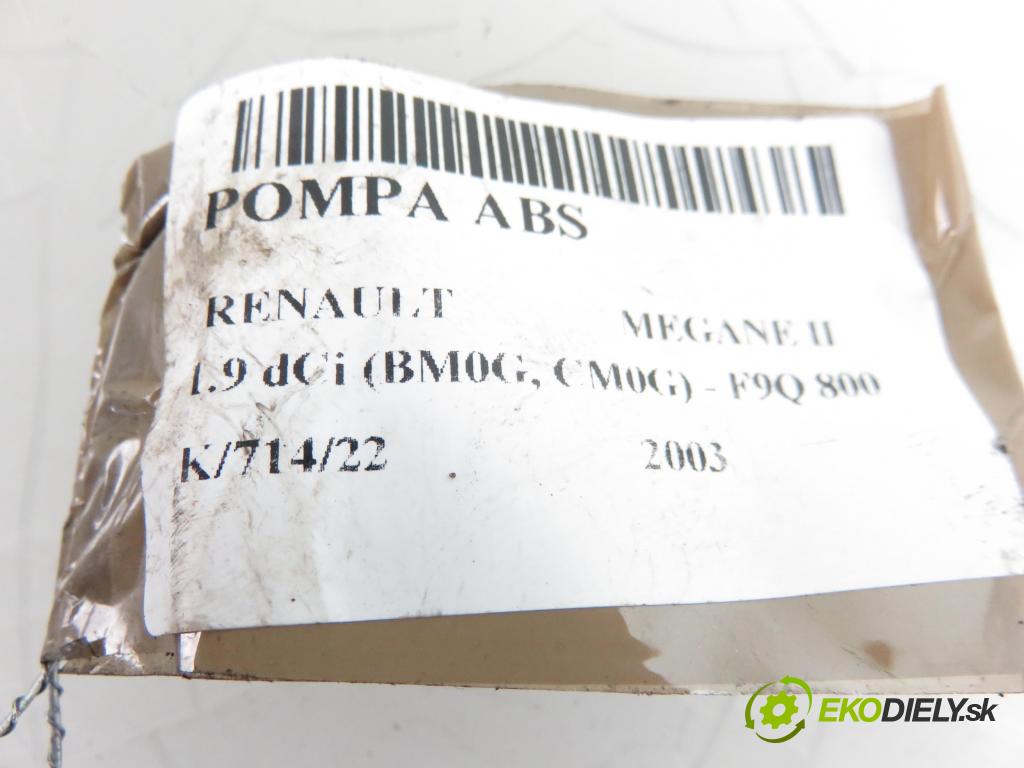 POMPA ABS
RENAULT MEGANE II
1.9 dCi (BM0G, CM0G) - F9Q 800
K/714/22 2003
EKODIELY.sk